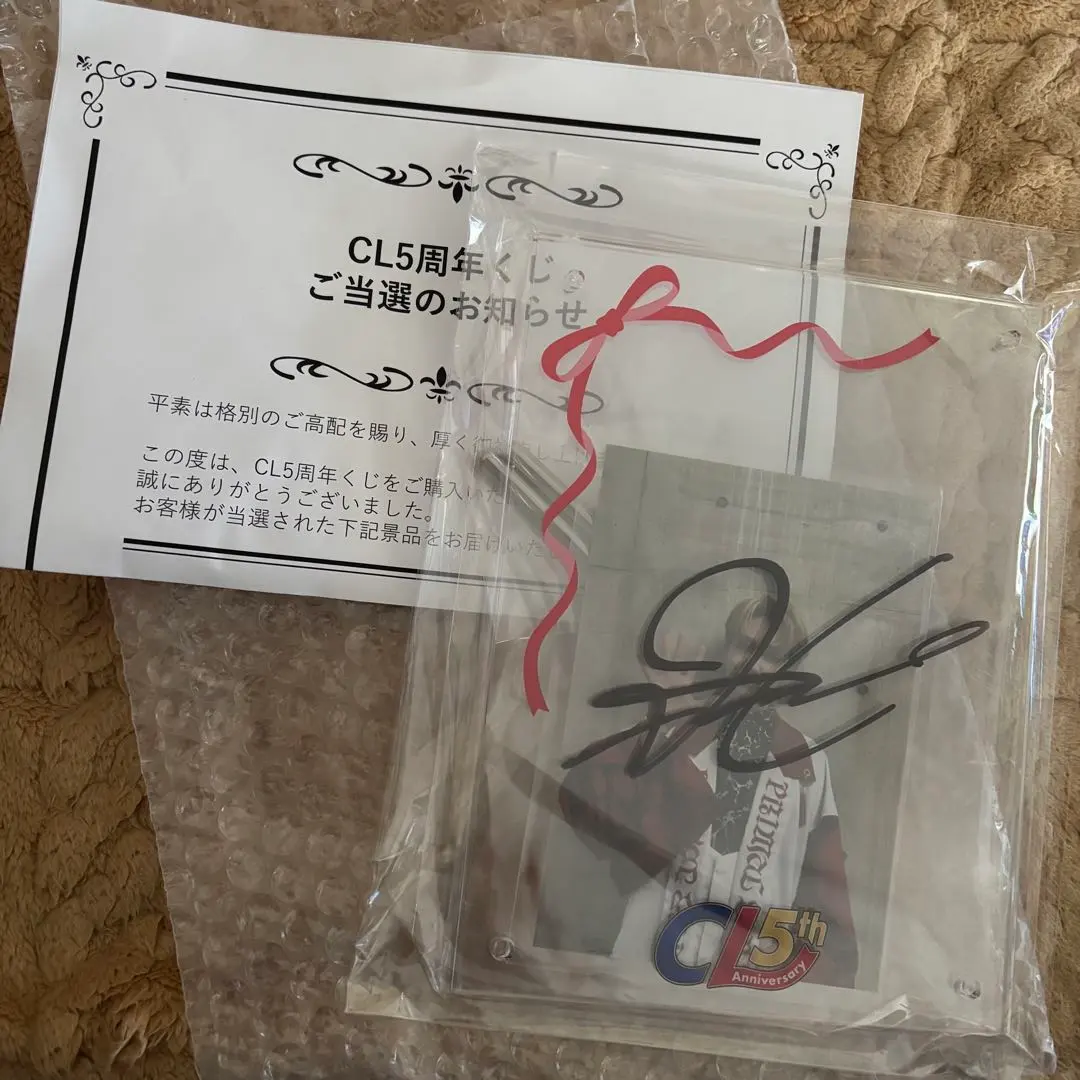 CL5周年くじ
ご当選のお知らせ
平素は格別のご高配を賜り、厚く
この度は、CL5周年くじをご購入いた
誠にありがとうございました。
お客様が当選された下記景品をお届けいた
PRIMAL
CL5th
Anniversary